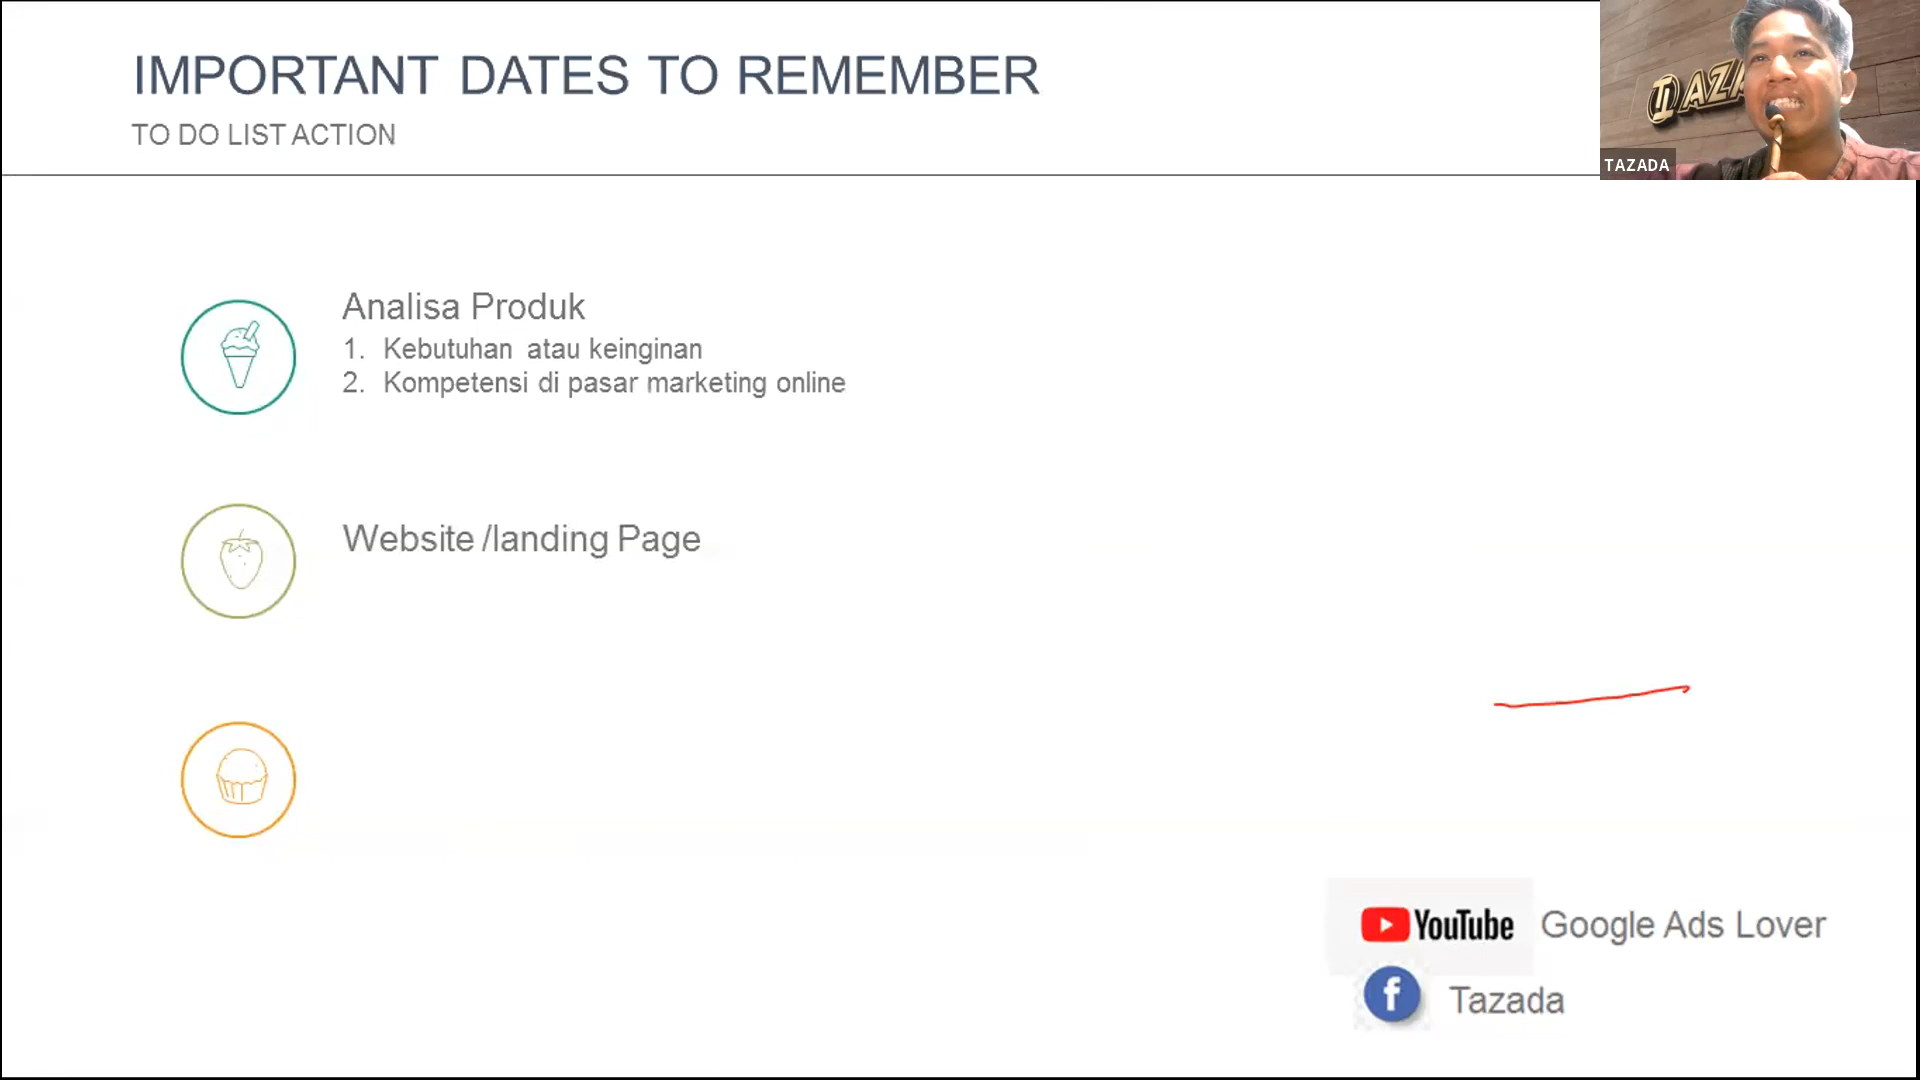 IMPORTANT DATES TO REMEMBER
TO DO LIST ACTION
AZA
TAZADA
Analisa Produk
1. Kebutuhan atau keinginan
2. Kompetensi di pasar marketing online
Website /landing Page
YouTube Google Ads Lover
f Tazada